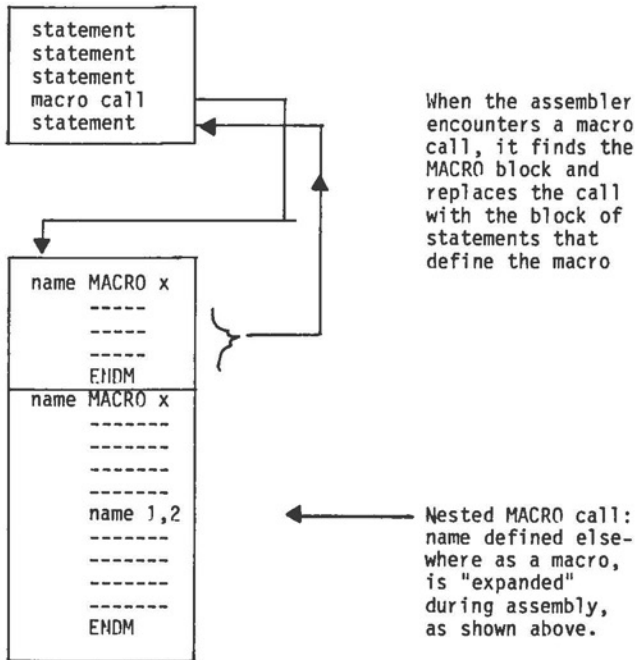 statement
statement
statement
macro call
statement
When the assembler
encounters a macro
call, it finds the
MACRO block and
replaces the call
with the block of
statements that
define the macro
name MACRO x
-----
-----
-----
ENDM
name MACRO x
-------
-------
-------
-------
name 1,2
-------
-------
-------
-------
ENDM
Nested MACRO call:
name defined else-
where as a macro,
is "expanded"
during assembly,
as shown above.